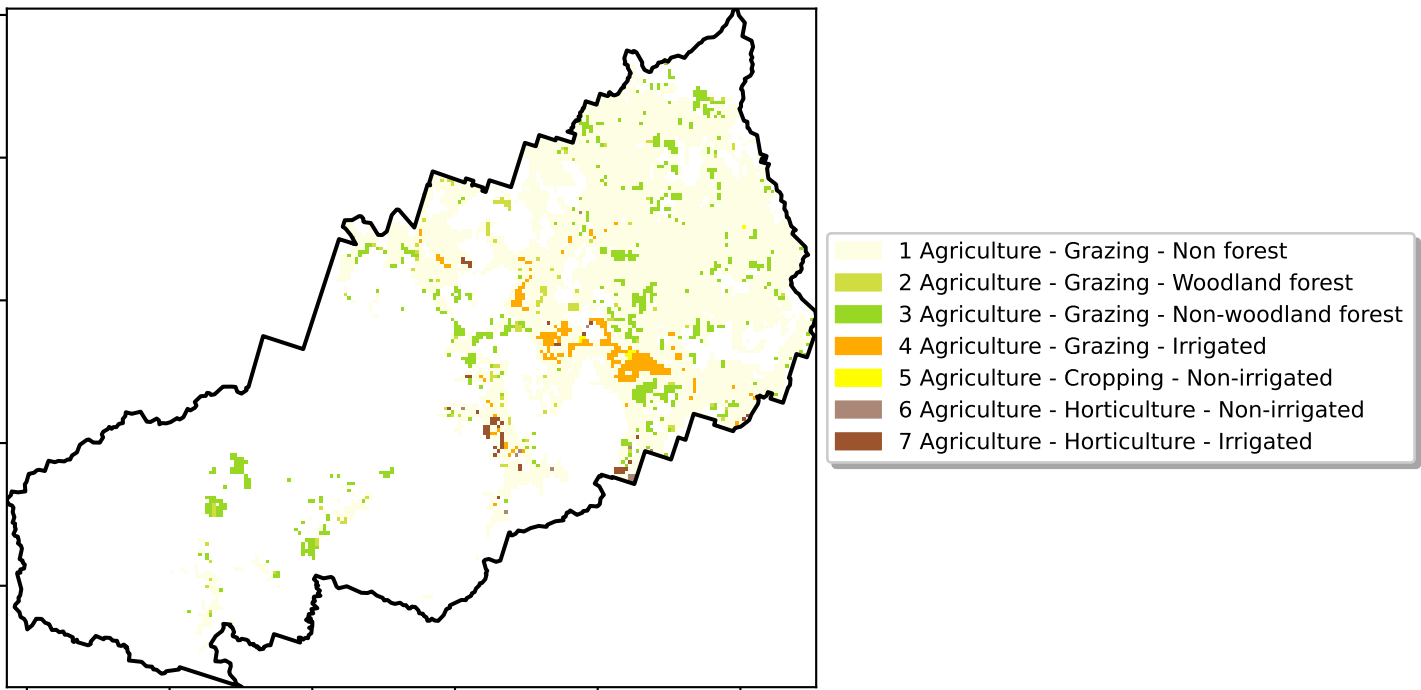 1 Agriculture - Grazing - Non forest
2 Agriculture - Grazing - Woodland forest
3 Agriculture - Grazing - Non-woodland forest
4 Agriculture - Grazing - Irrigated
5 Agriculture - Cropping - Non-irrigated
6 Agriculture - Horticulture - Non-irrigated
7 Agriculture - Horticulture - Irrigated